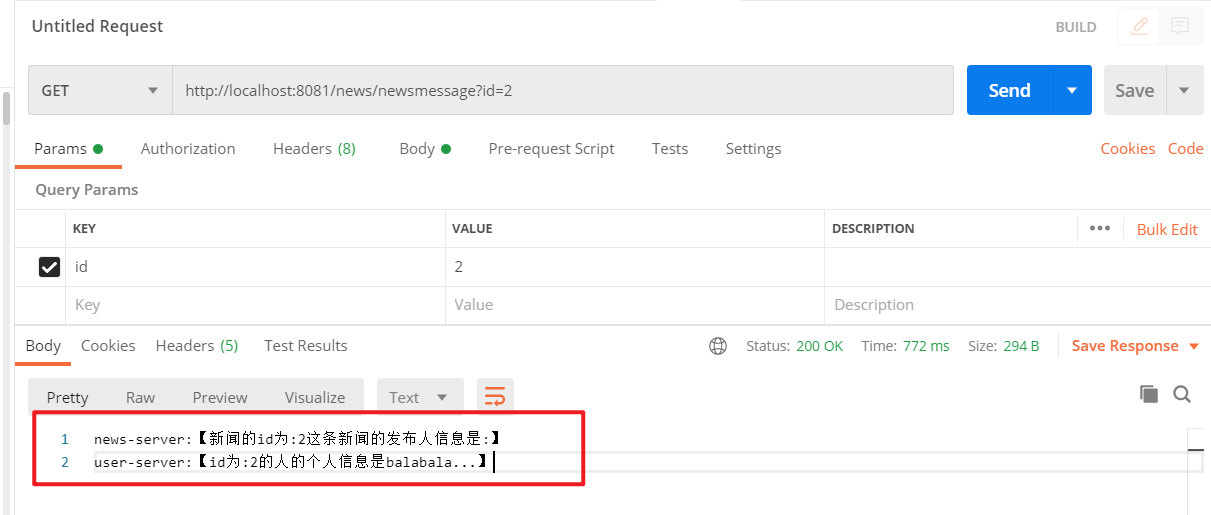 Untitled Request
BUILD
GET
http://localhost:8081/news/newsmessage?id=2
Send
Save
Params
Authorization
Headers (8)
Body
Pre-request Script
Tests
Settings
Cookies
Code
Query Params
KEY
VALUE
DESCRIPTION
Bulk Edit
id
2
Key
Value
Description
Body
Cookies
Headers (5)
Test Results
Status: 200 OK
Time: 772 ms
Size: 294 B
Save Response
Pretty
Raw
Preview
Visualize
Text
1 news-server:【新闻的id为:2这条新闻的发布人信息是:】
2 user-server:【id为:2的人的个人信息是balabala...】